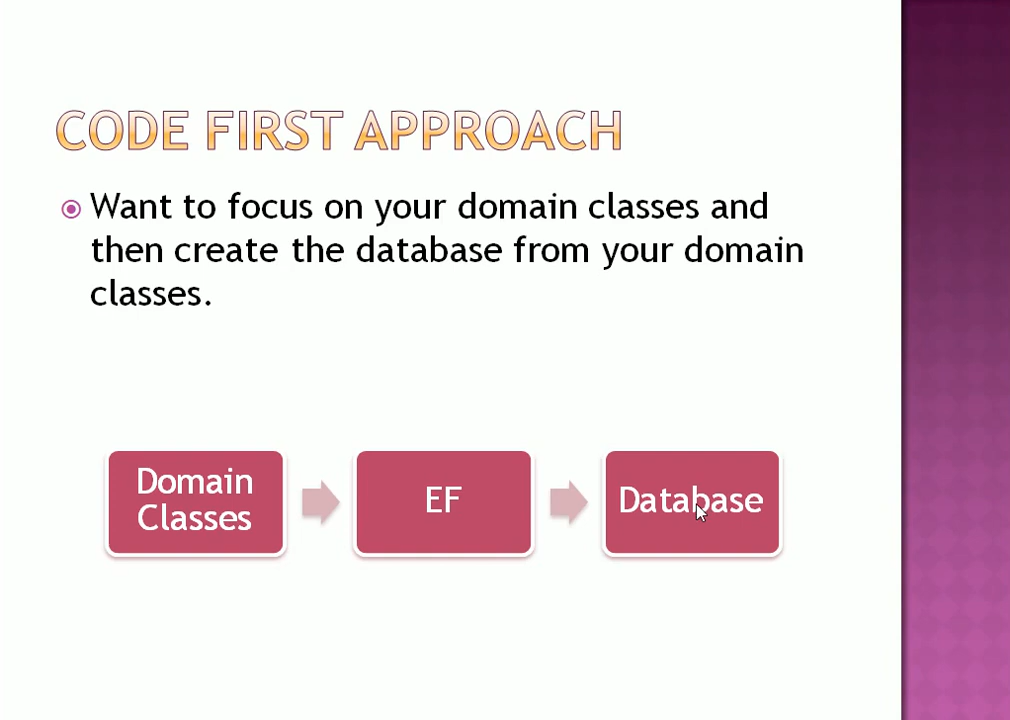 CODE FIRST APPROACH
Want to focus on your domain classes and
then create the database from your domain
classes.
Domain
Classes
EF
Database